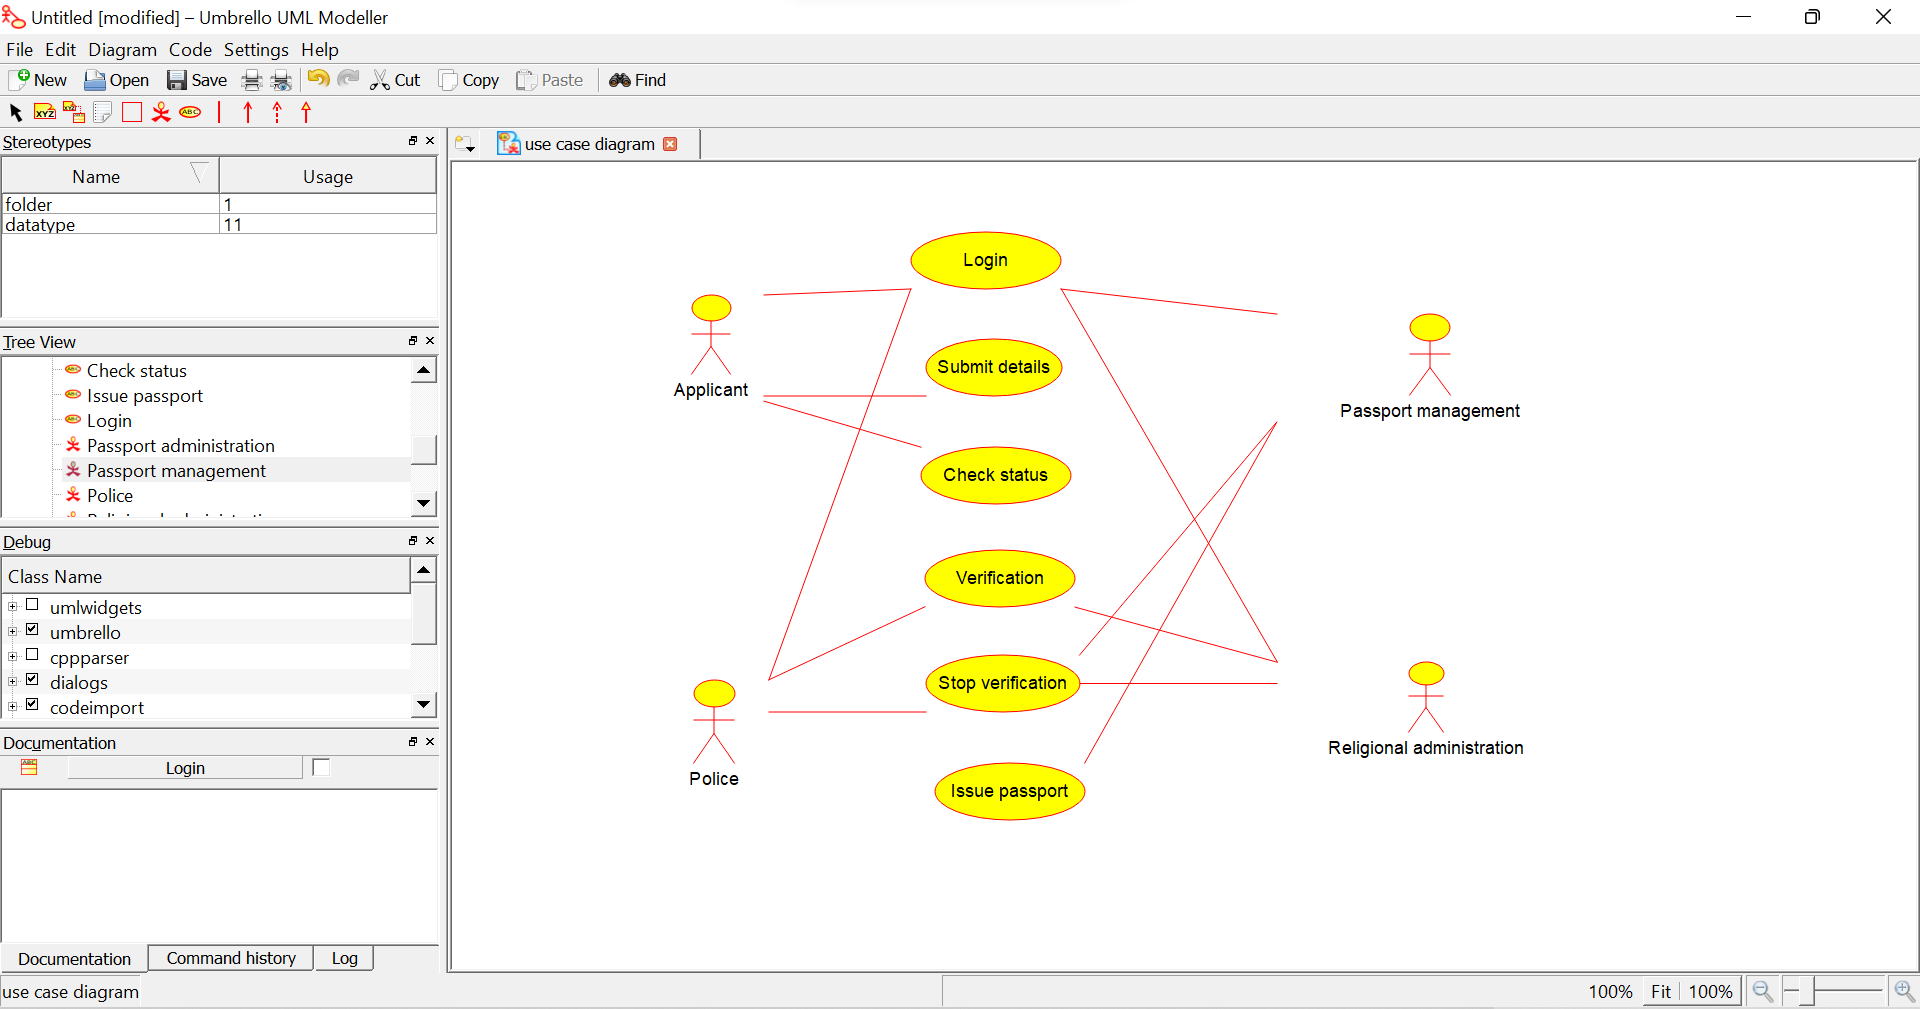 Untitled [modified] – Umbrello UML Modeller
File Edit Diagram Code Settings Help
New Open Save Cut Copy Paste Find
XYZ XYZ ABC
Stereotypes
Name Usage
folder 1
datatype 11
Tree View
Check status
Issue passport
Login
Passport administration
Passport management
Police
Debug
Class Name
umlwidgets
umbrello
cppparser
dialogs
codeimport
Documentation
ABC Login
Documentation Command history Log
use case diagram
use case diagram
Login
Applicant
Submit details
Passport management
Check status
Verification
Stop verification
Police
Religional administration
Issue passport
100% Fit 100%